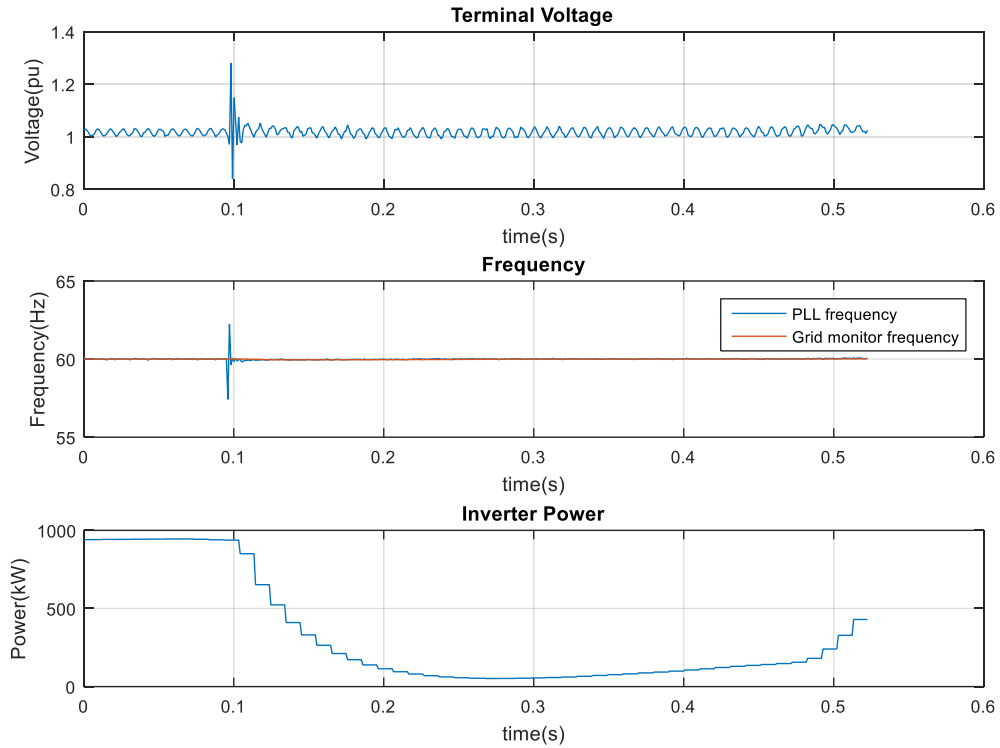 Terminal Voltage
1.4
1.2
1
0.8
Voltage(pu)
0 0.1 0.2 0.3 0.4 0.5 0.6
time(s)
Frequency
65
60
55
Frequency(Hz)
PLL frequency
Grid monitor frequency
0 0.1 0.2 0.3 0.4 0.5 0.6
time(s)
Inverter Power
1000
500
0
Power(kW)
0 0.1 0.2 0.3 0.4 0.5 0.6
time(s)